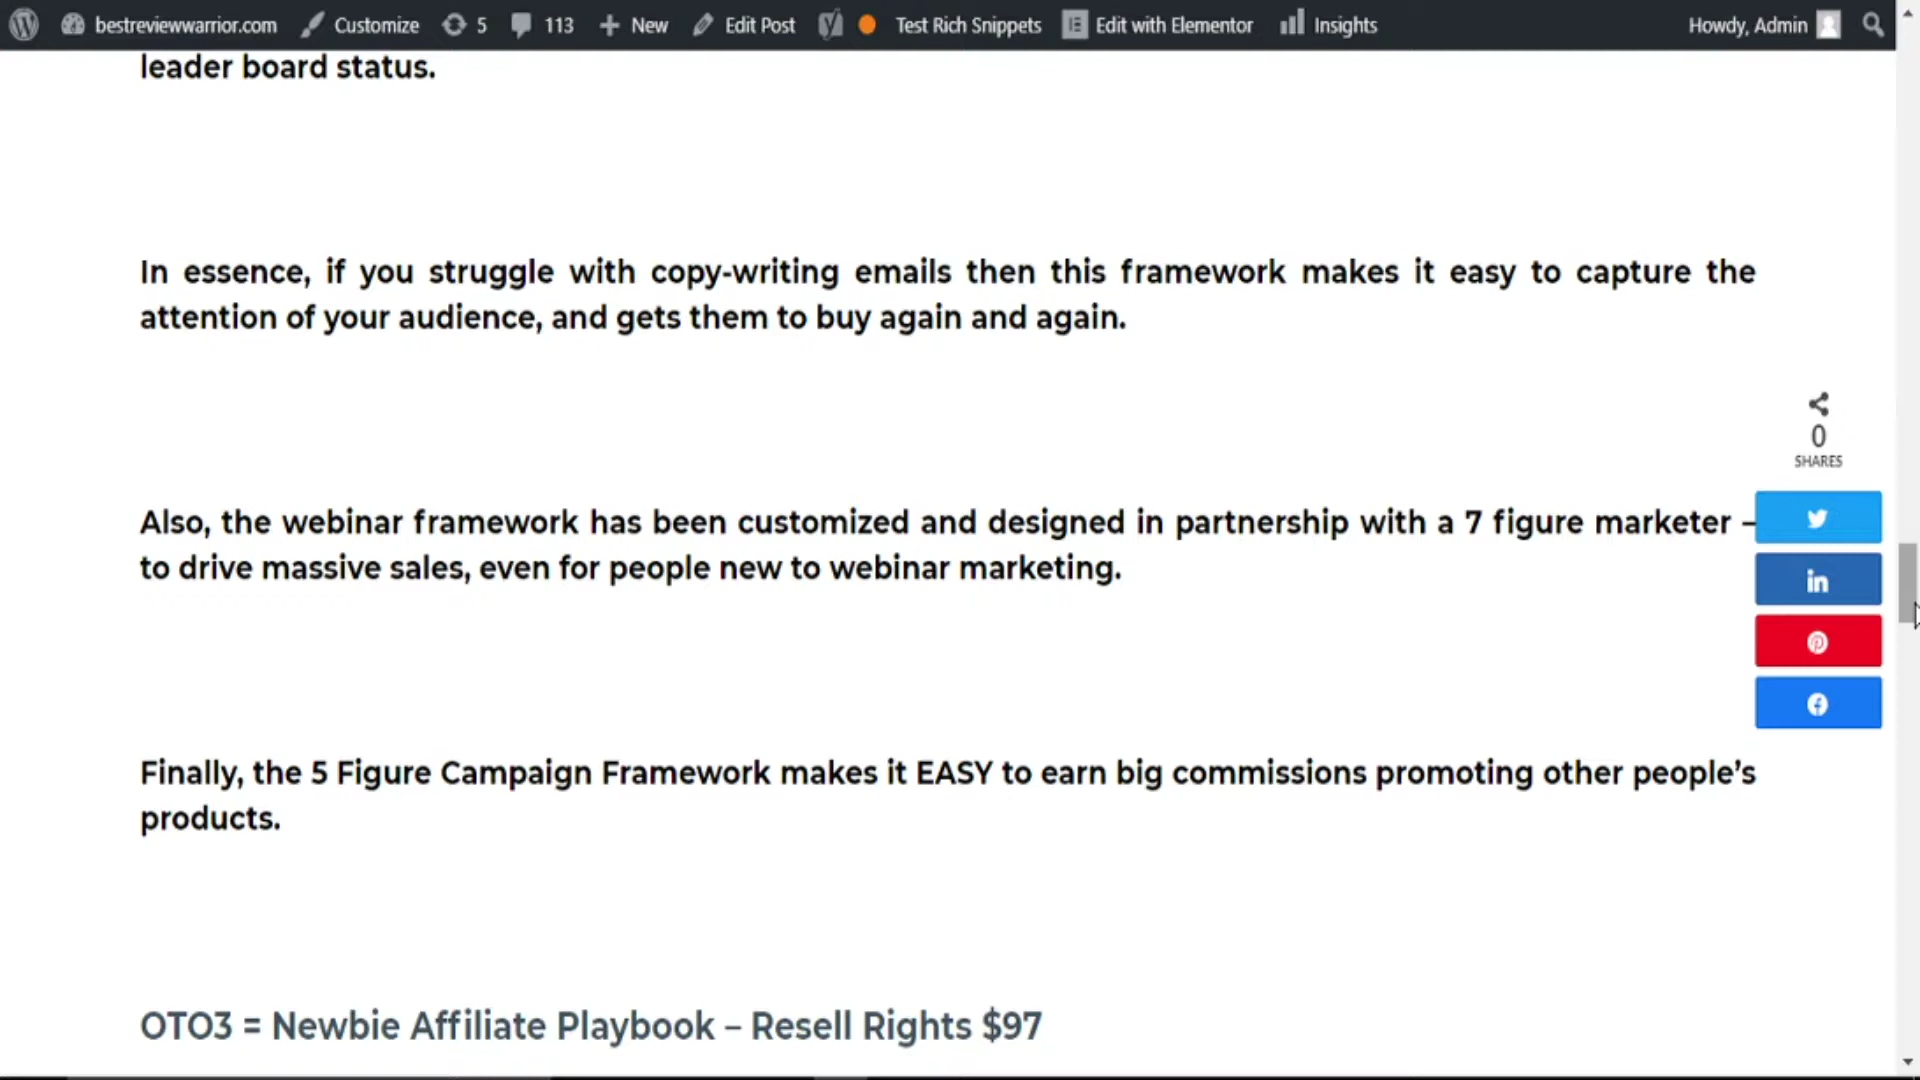 bestreviewwarrior.com Customize 5 113 New Edit Post Test Rich Snippets Edit with Elementor Insights Howdy, Admin
leader board status.
In essence, if you struggle with copy-writing emails then this framework makes it easy to capture the
attention of your audience, and gets them to buy again and again.
0
SHARES
Also, the webinar framework has been customized and designed in partnership with a 7 figure marketer –
to drive massive sales, even for people new to webinar marketing.
Finally, the 5 Figure Campaign Framework makes it EASY to earn big commissions promoting other people’s
products.
OTO3 = Newbie Affiliate Playbook – Resell Rights $97